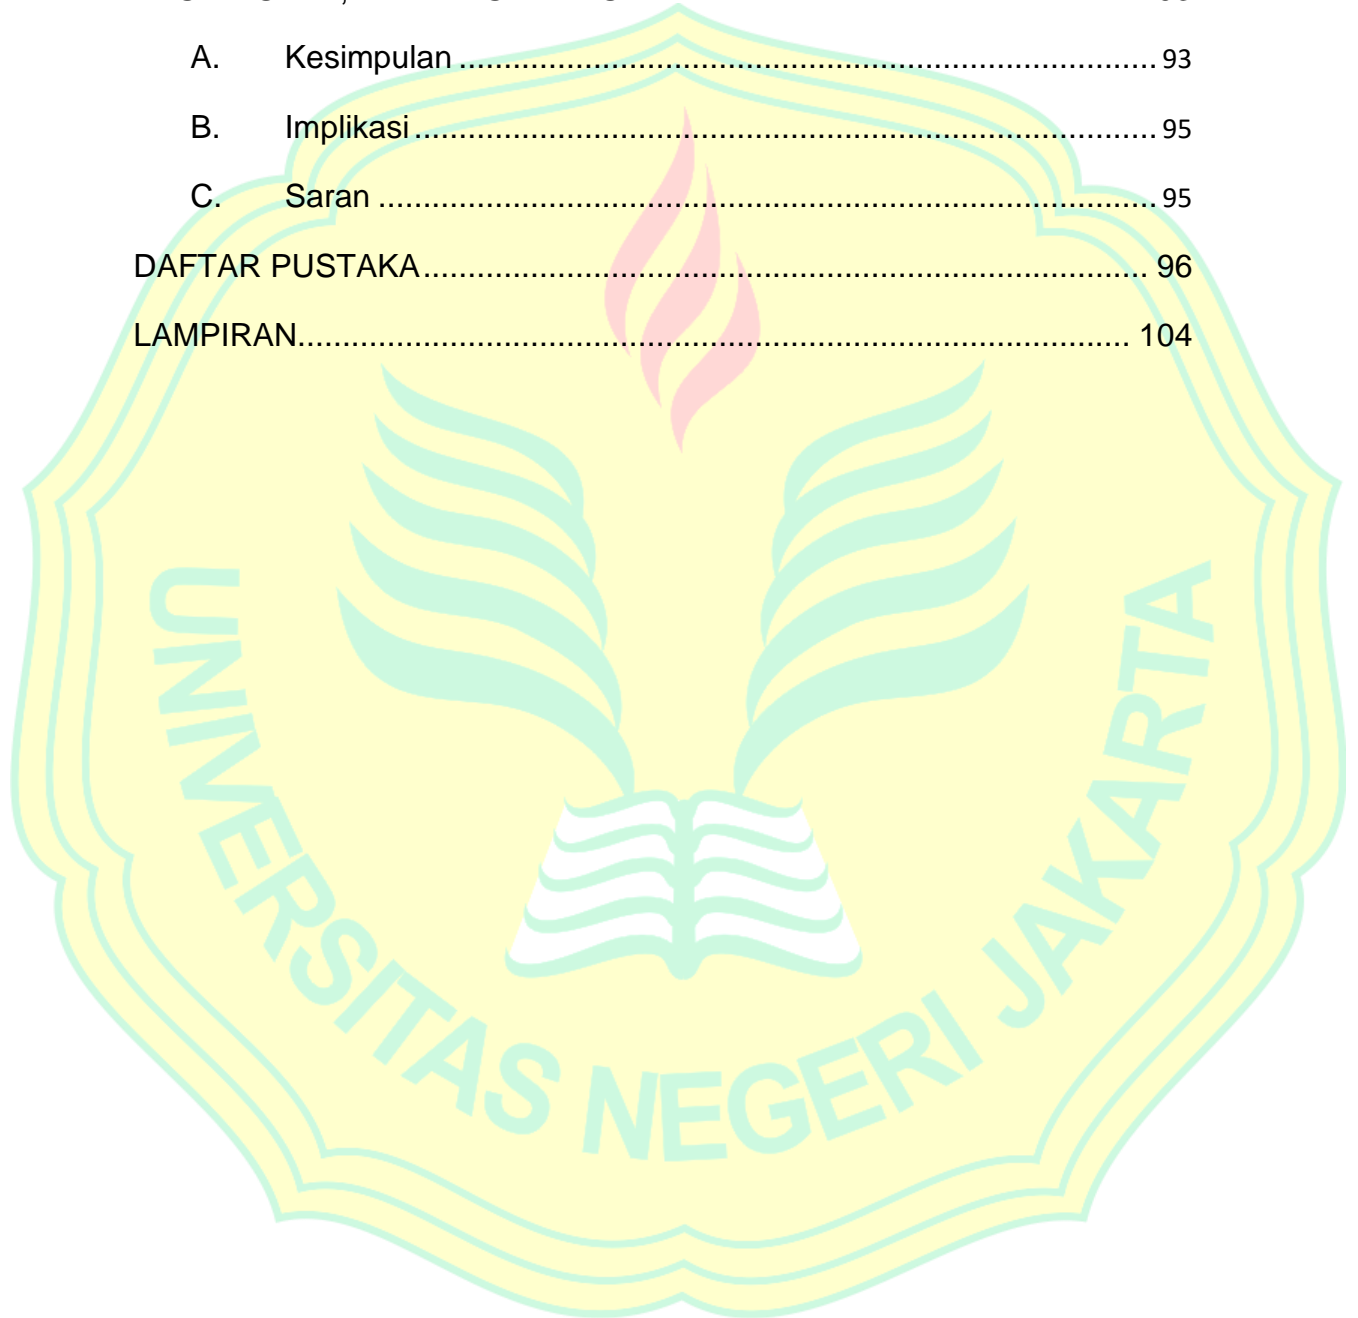 A. Kesimpulan ............................................................................... 93
B. Implikasi .................................................................................... 95
C. Saran ........................................................................................ 95
DAFTAR PUSTAKA ................................................................................. 96
LAMPIRAN............................................................................................. 104
UNIVERSITAS NEGERI JAKARTA